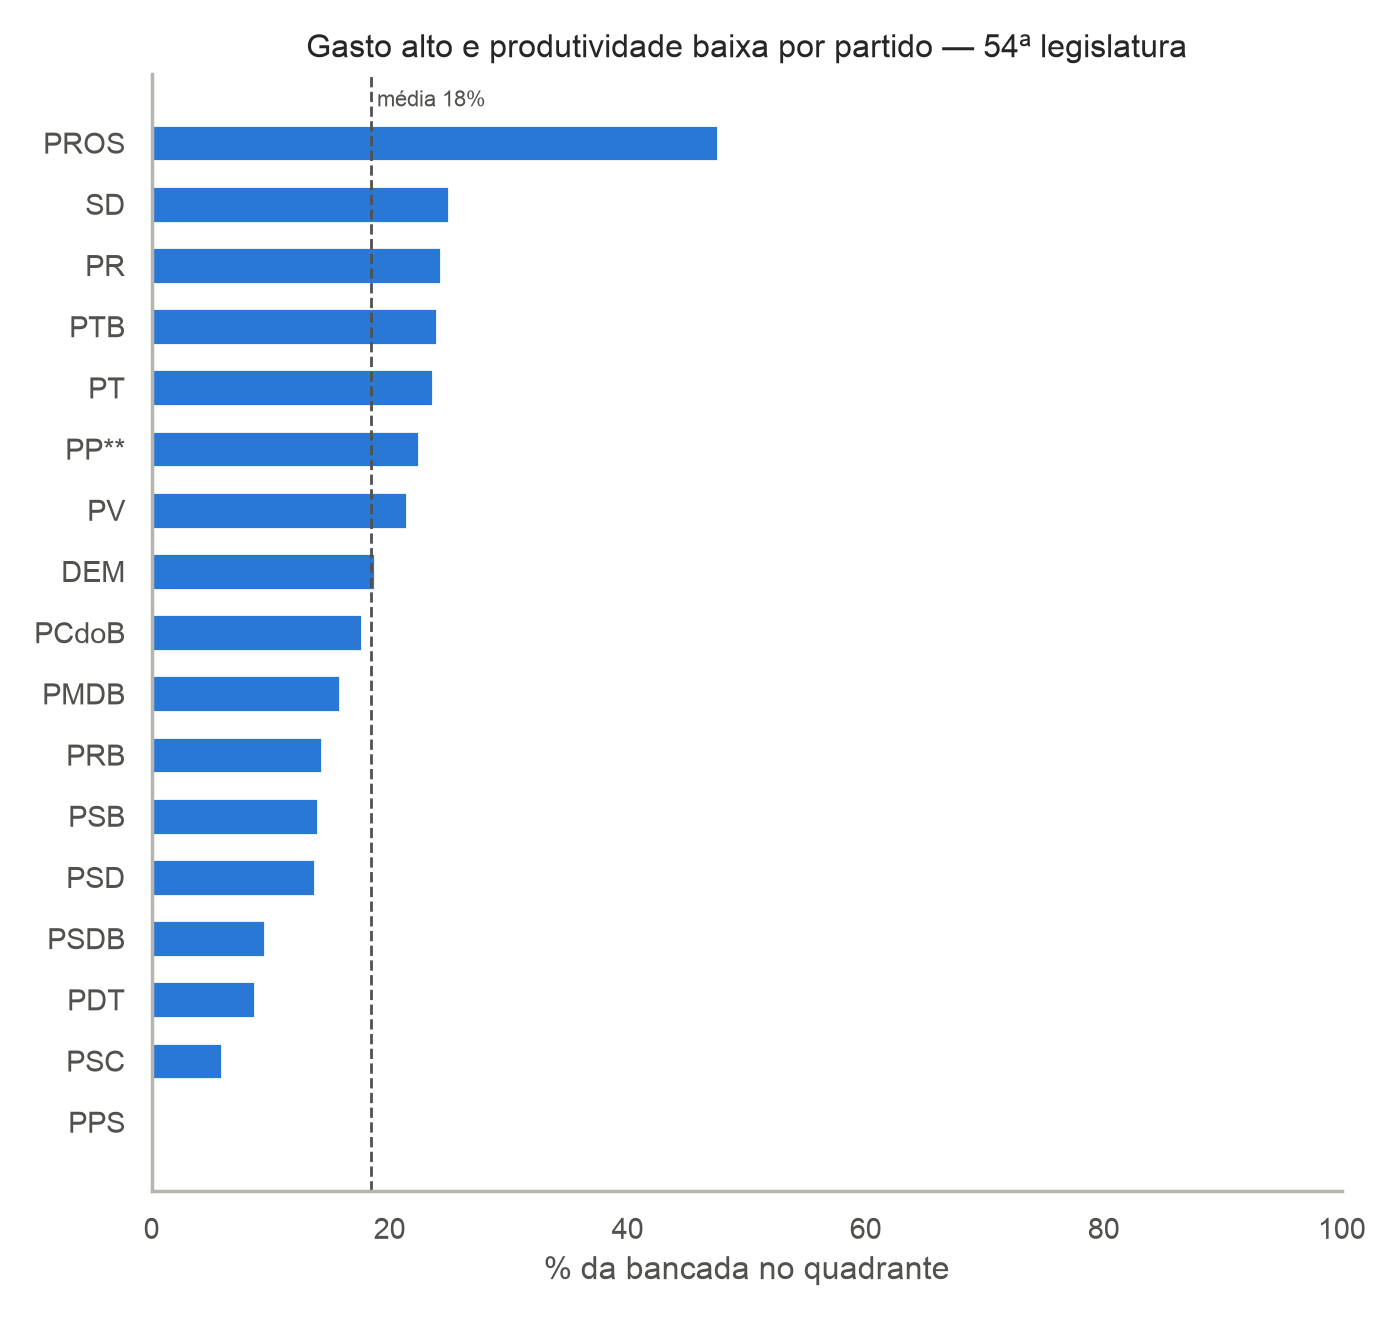 Gasto alto e produtividade baixa por partido — 54ª legislatura
média 18%
PROS
SD
PR
PTB
PT
PP**
PV
DEM
PCdoB
PMDB
PRB
PSB
PSD
PSDB
PDT
PSC
PPS
0 20 40 60 80 100
% da bancada no quadrante